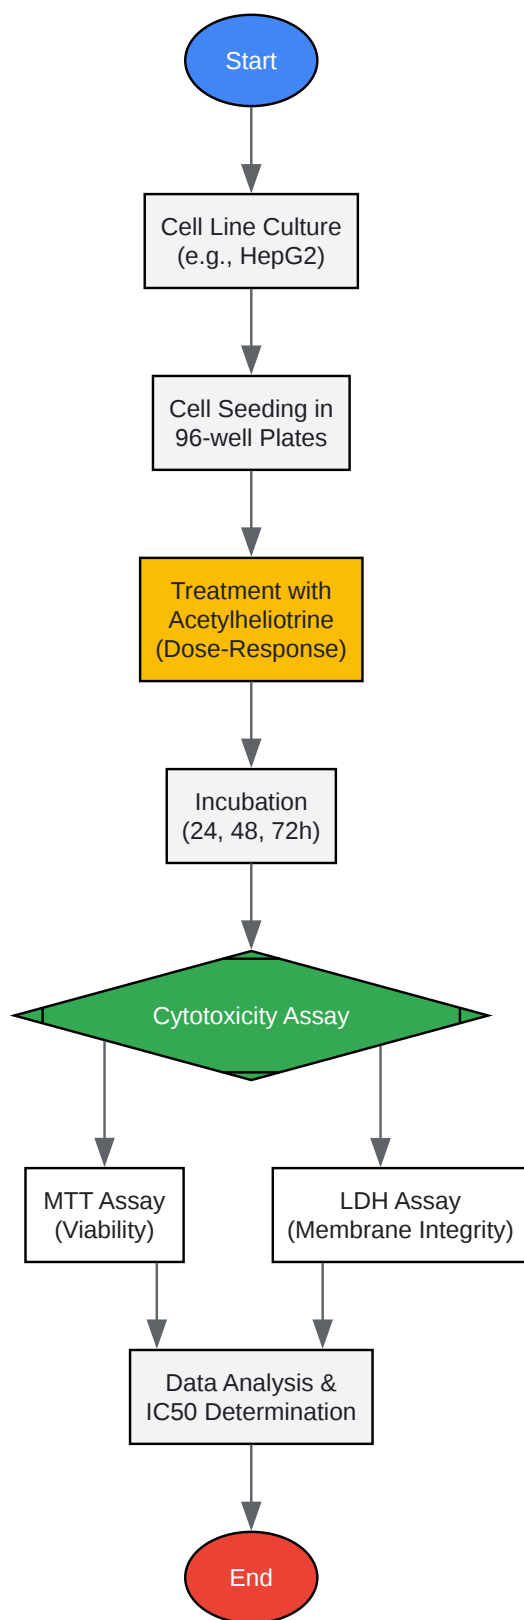 Start
Cell Line Culture
(e.g., HepG2)
Cell Seeding in
96-well Plates
Treatment with
Acetylheliotrine
(Dose-Response)
Incubation
(24, 48, 72h)
Cytotoxicity Assay
MTT Assay
(Viability)
LDH Assay
(Membrane Integrity)
Data Analysis &
IC50 Determination
End